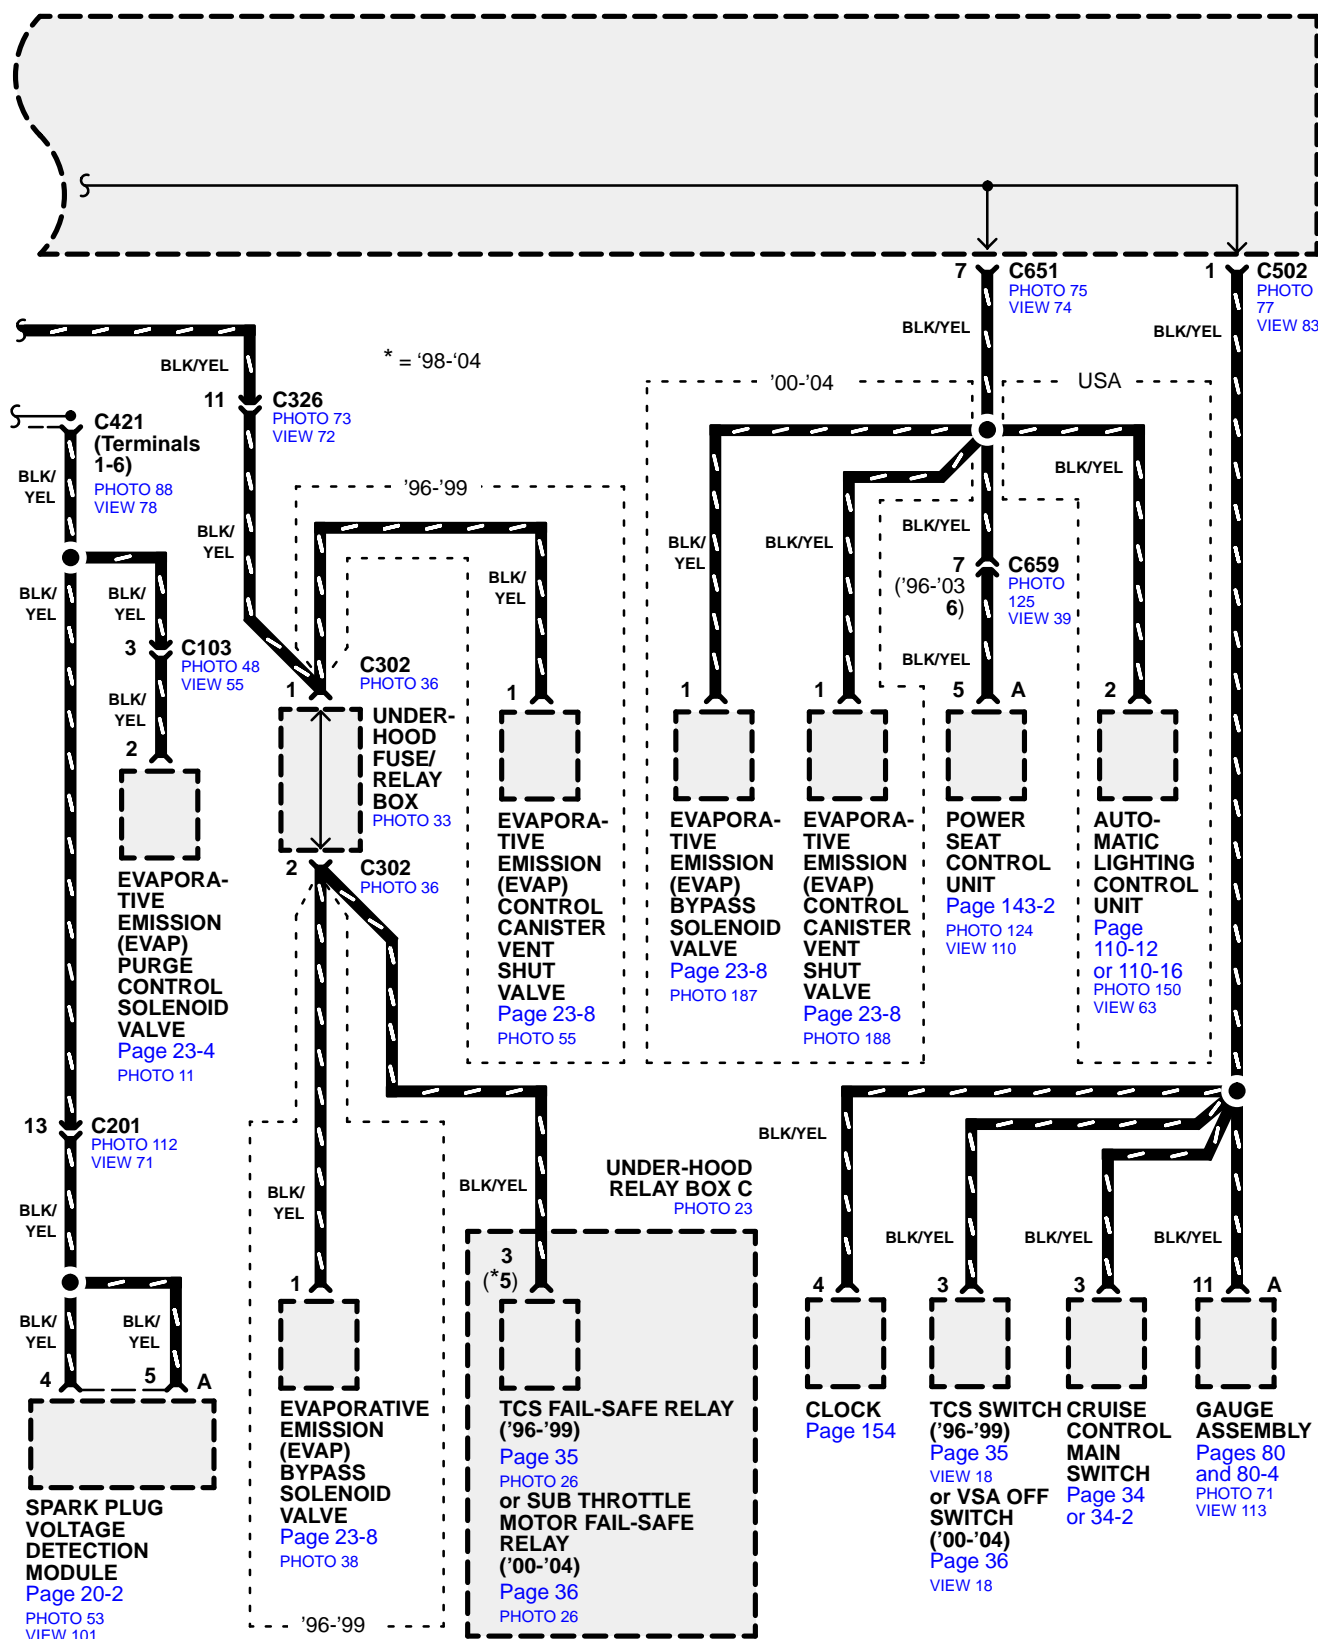 7 C651
PHOTO 75
VIEW 74
1 C502
PHOTO
77
VIEW 83
BLK/YEL
BLK/YEL
BLK/YEL
* = ‘98-‘04
11 C326
PHOTO 73
VIEW 72
'00-'04
USA
C421
(Terminals
1-6)
PHOTO 88
VIEW 78
BLK/
YEL
BLK/YEL
'96-'99
BLK/
YEL
BLK/YEL
BLK/
YEL
BLK/YEL
7 C659
('96-'03
6)
PHOTO
125
VIEW 39
BLK/
YEL
BLK/
YEL
BLK/
YEL
3 C103
PHOTO 48
VIEW 55
BLK/YEL
C302
PHOTO 36
1
1
1
1
5 A
2
BLK/
YEL
2
UNDER-
HOOD
FUSE/
RELAY
BOX
PHOTO 33
2 C302
PHOTO 36
EVAPORA-
TIVE
EMISSION
(EVAP)
CONTROL
CANISTER
VENT
SHUT
VALVE
Page 23-8
PHOTO 55
EVAPORA-
TIVE
EMISSION
(EVAP)
BYPASS
SOLENOID
VALVE
Page 23-8
PHOTO 187
EVAPORA-
TIVE
EMISSION
(EVAP)
CONTROL
CANISTER
VENT
SHUT
VALVE
Page 23-8
PHOTO 188
POWER
SEAT
CONTROL
UNIT
Page 143-2
PHOTO 124
VIEW 110
AUTO-
MATIC
LIGHTING
CONTROL
UNIT
Page
110-12
or 110-16
PHOTO 150
VIEW 63
EVAPORA-
TIVE
EMISSION
(EVAP)
PURGE
CONTROL
SOLENOID
VALVE
Page 23-4
PHOTO 11
13 C201
PHOTO 112
VIEW 71
BLK/YEL
UNDER-HOOD
RELAY BOX C
PHOTO 23
BLK/
YEL
BLK/
YEL
BLK/YEL
BLK/YEL
BLK/YEL
BLK/YEL
1
3
(*5)
4
3
3
11 A
BLK/
YEL
BLK/
YEL
4 5 A
SPARK PLUG
VOLTAGE
DETECTION
MODULE
Page 20-2
PHOTO 53
VIEW 101
EVAPORATIVE
EMISSION
(EVAP)
BYPASS
SOLENOID
VALVE
Page 23-8
PHOTO 38
'96-'99
TCS FAIL-SAFE RELAY
('96-'99)
Page 35
PHOTO 26
or SUB THROTTLE
MOTOR FAIL-SAFE
RELAY
('00-'04)
Page 36
PHOTO 26
CLOCK
Page 154
TCS SWITCH
('96-'99)
Page 35
VIEW 18
or VSA OFF
SWITCH
('00-'04)
Page 36
VIEW 18
CRUISE
CONTROL
MAIN
SWITCH
Page 34
or 34-2
GAUGE
ASSEMBLY
Pages 80
and 80-4
PHOTO 71
VIEW 113